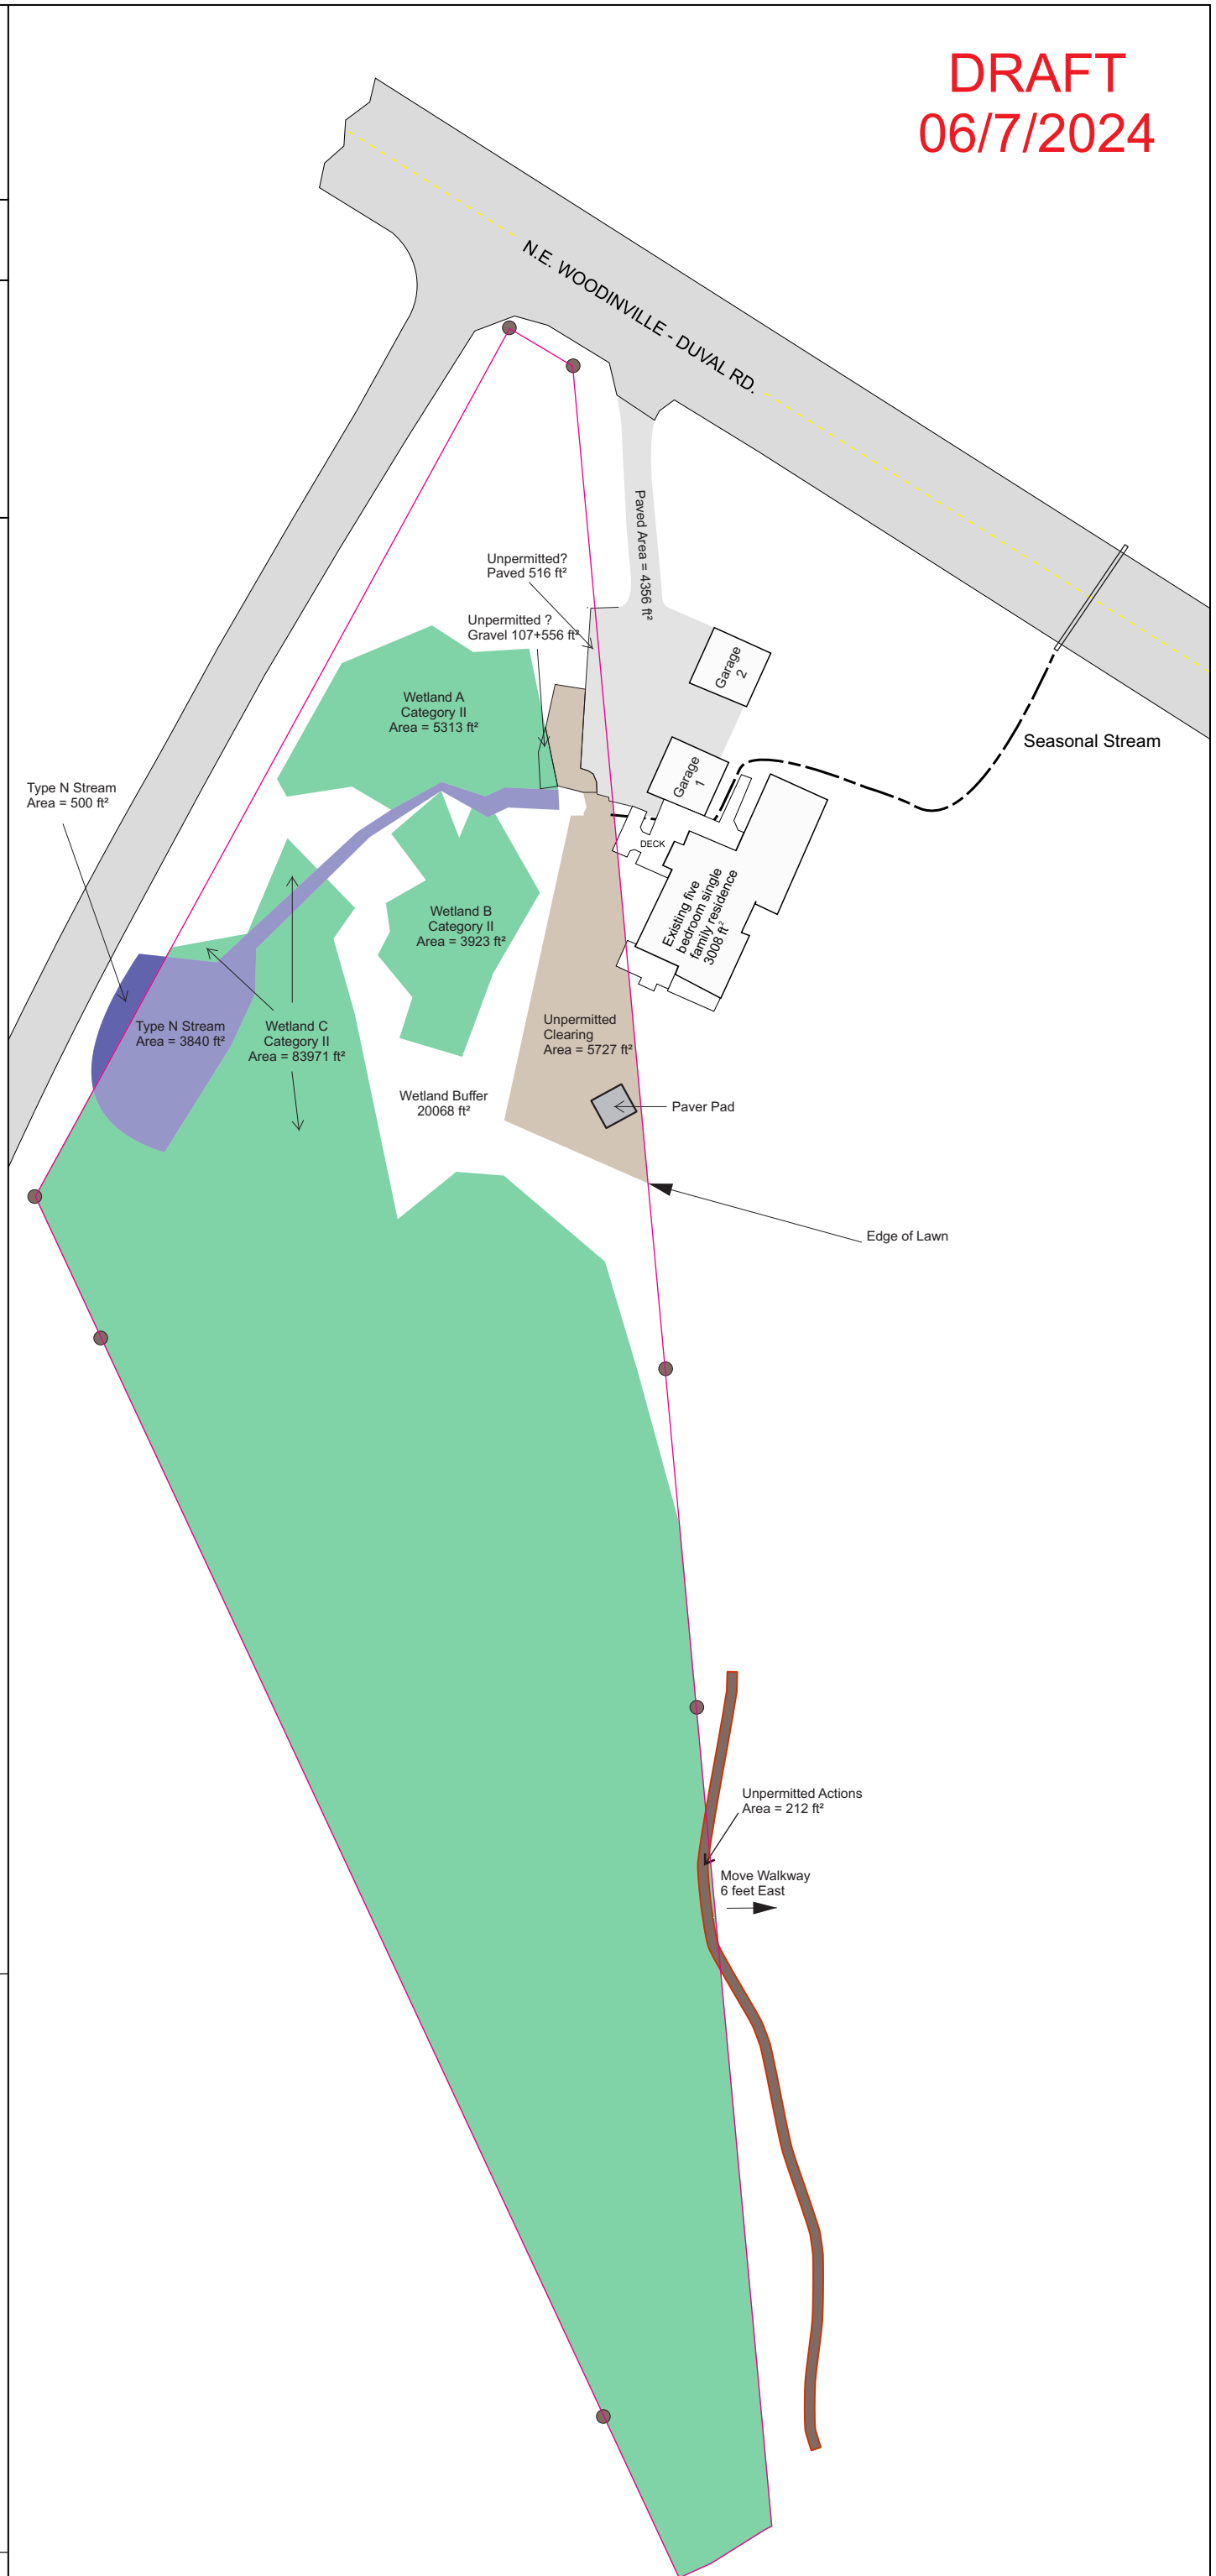 DRAFT
06/7/2024
N.E. WOODINVILLE - DUVAL RD.
Paved Area = 4356 ft²
Unpermitted?
Paved 516 ft²
Unpermitted ?
Gravel 107+556 ft²
Garage
2
Wetland A
Category II
Area = 5313 ft²
Seasonal Stream
Garage
1
Type N Stream
Area = 500 ft²
DECK
Existing five
bedroom single
family residence
3008 ft²
Wetland B
Category II
Area = 3923 ft²
Type N Stream
Area = 3840 ft²
Wetland C
Category II
Area = 83971 ft²
Unpermitted
Clearing
Area = 5727 ft²
Wetland Buffer
20068 ft²
Paver Pad
Edge of Lawn
Unpermitted Actions
Area = 212 ft²
Move Walkway
6 feet East